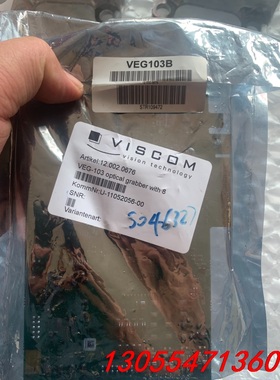 VEG103B
VISCOM
vision technology
Artikel:12.002.0676
VEG-103 optical grabber with 6
KommNr:U-11052056-00
SNR:
Variantenart:
13055471360